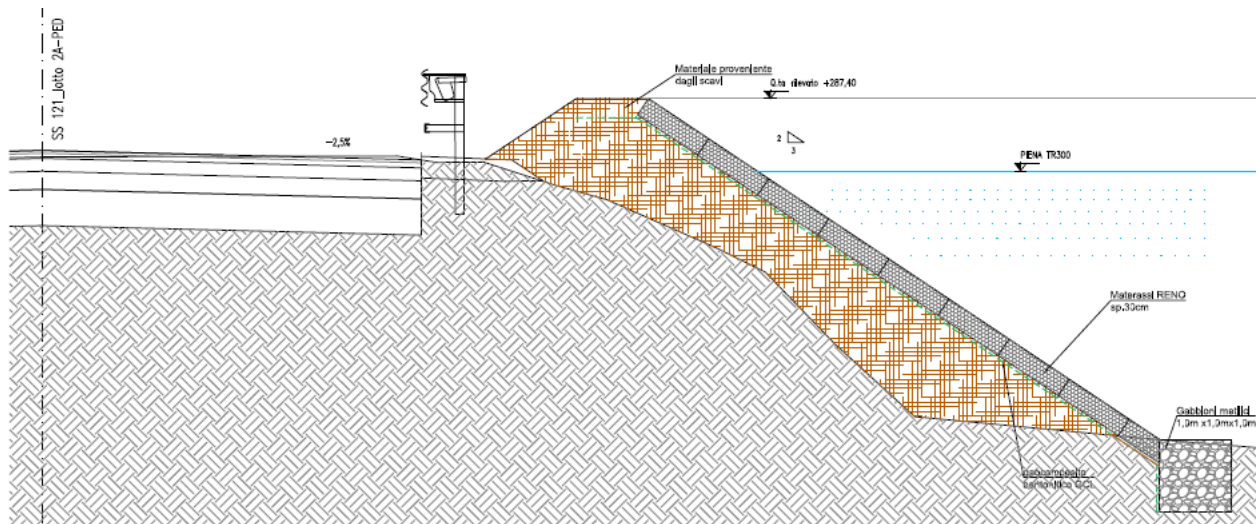 SS 121_lotto 2A-PED
-2,5%
Materiale proveniente
dagli scavi
Q.ta rilevato +287,40
2
3
PIENA TR300
Materassi RENO
sp.30cm
Gabbioni metllici
1,0m x1,0mx1,0m
geocomposito
bentonitico GCL